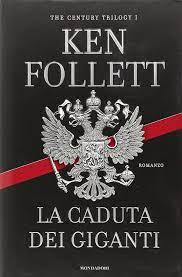 THE CENTURY TRILOGY I
KEN
FOLLETT
ROMANZO
LA CADUTA
DEI GIGANTI
MONDADORI